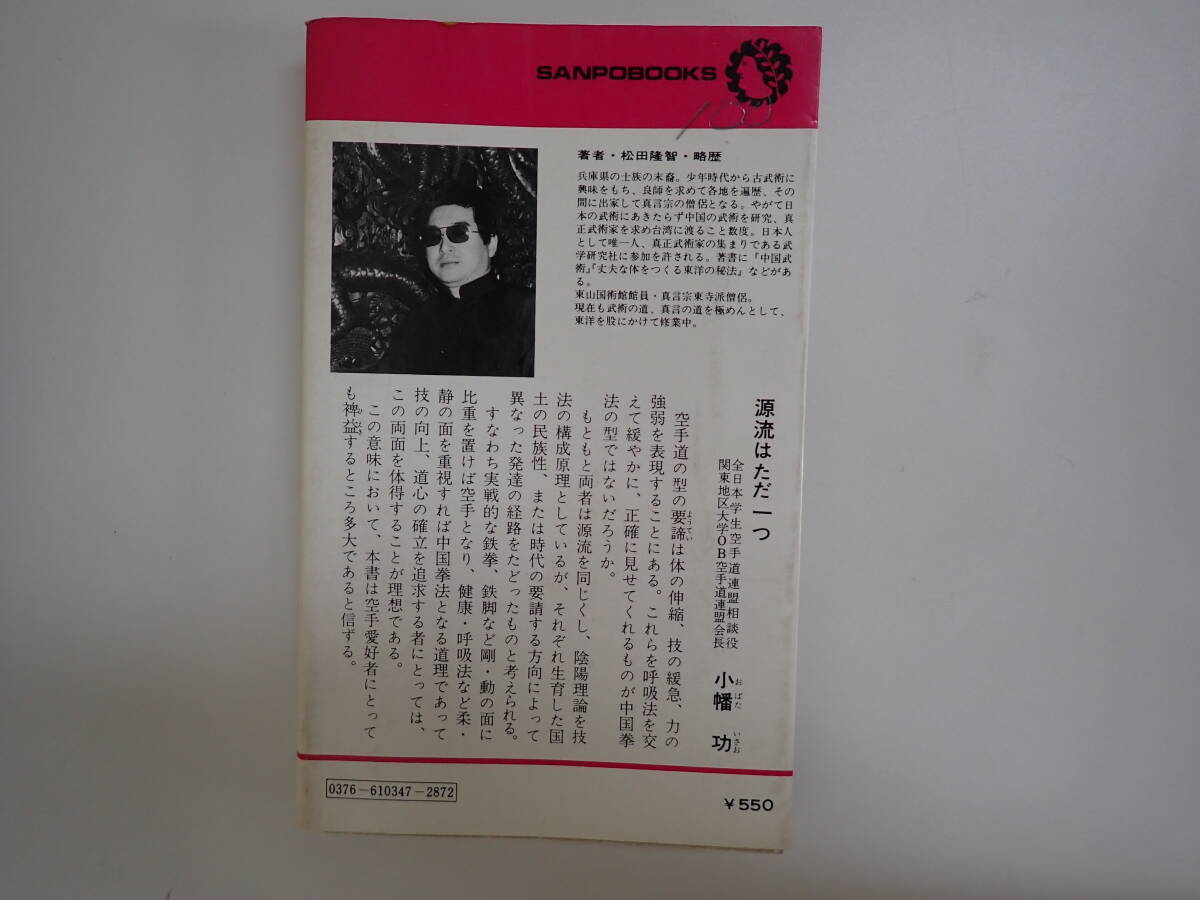 SANPOBOOKS
100
著者・松田隆智・略歴
兵庫県の士族の末裔。少年時代から古武術に
興味をもち、良師を求めて各地を遍歴、その
間に出家して真言宗の僧侶となる。やがて日
本の武術にあきたらず中国の武術を研究、真
正武術家を求め台湾に渡ること数度。日本人
として唯一人、真正武術家の集まりである武
学研究社に参加を許される。著書に『中国武
術』『丈夫な体をつくる東洋の秘法』などがあ
る。
東山国術館館員・真言宗東寺派僧侶。
現在も武術の道、真言の道を極めんとして、
東洋を股にかけて修業中。
源流はただ一つ
全日本学生空手道連盟相談役
関東地区大学OB空手道連盟会長
小幡 功
おばた いさお
空手道の型の要諦は体の伸縮、技の緩急、力の
ようてい
強弱を表現することにある。これらを呼吸法を交
えて緩やかに、正確に見せてくれるものが中国拳
法の型ではないだろうか。
もともと両者は源流を同じくし、陰陽理論を技
法の構成原理としているが、それぞれ生育した国
土の民族性、または時代の要請する方向によって
異なった発達の経路をたどったものと考えられる。
すなわち実戦的な鉄拳、鉄脚など剛・動の面に
比重を置けば空手となり、健康・呼吸法など柔・
静の面を重視すれば中国拳法となる道理であって
技の向上、道心の確立を追求する者にとっては、
この両面を体得することが理想である。
この意味において、本書は空手愛好者にとって
も裨益するところ多大であると信ずる。
ひえき
0376-610347-2872
¥550